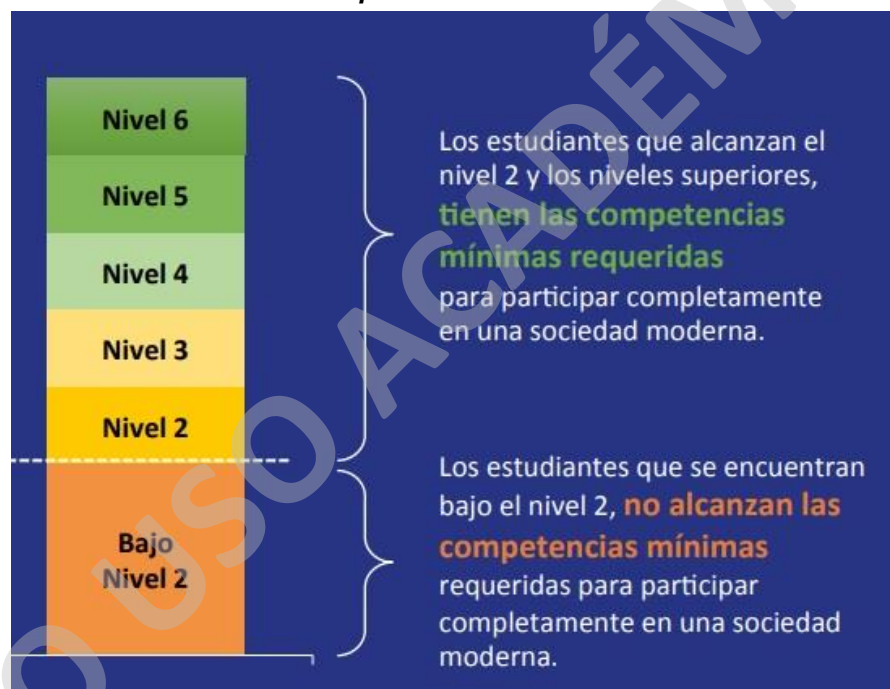 Nivel 6
Nivel 5
Nivel 4
Nivel 3
Nivel 2
Bajo
Nivel 2
Los estudiantes que alcanzan el
nivel 2 y los niveles superiores,
tienen las competencias
mínimas requeridas
para participar completamente
en una sociedad moderna.
Los estudiantes que se encuentran
bajo el nivel 2, no alcanzan las
competencias mínimas
requeridas para participar
completamente en una sociedad
moderna.
O USO ACADÉM